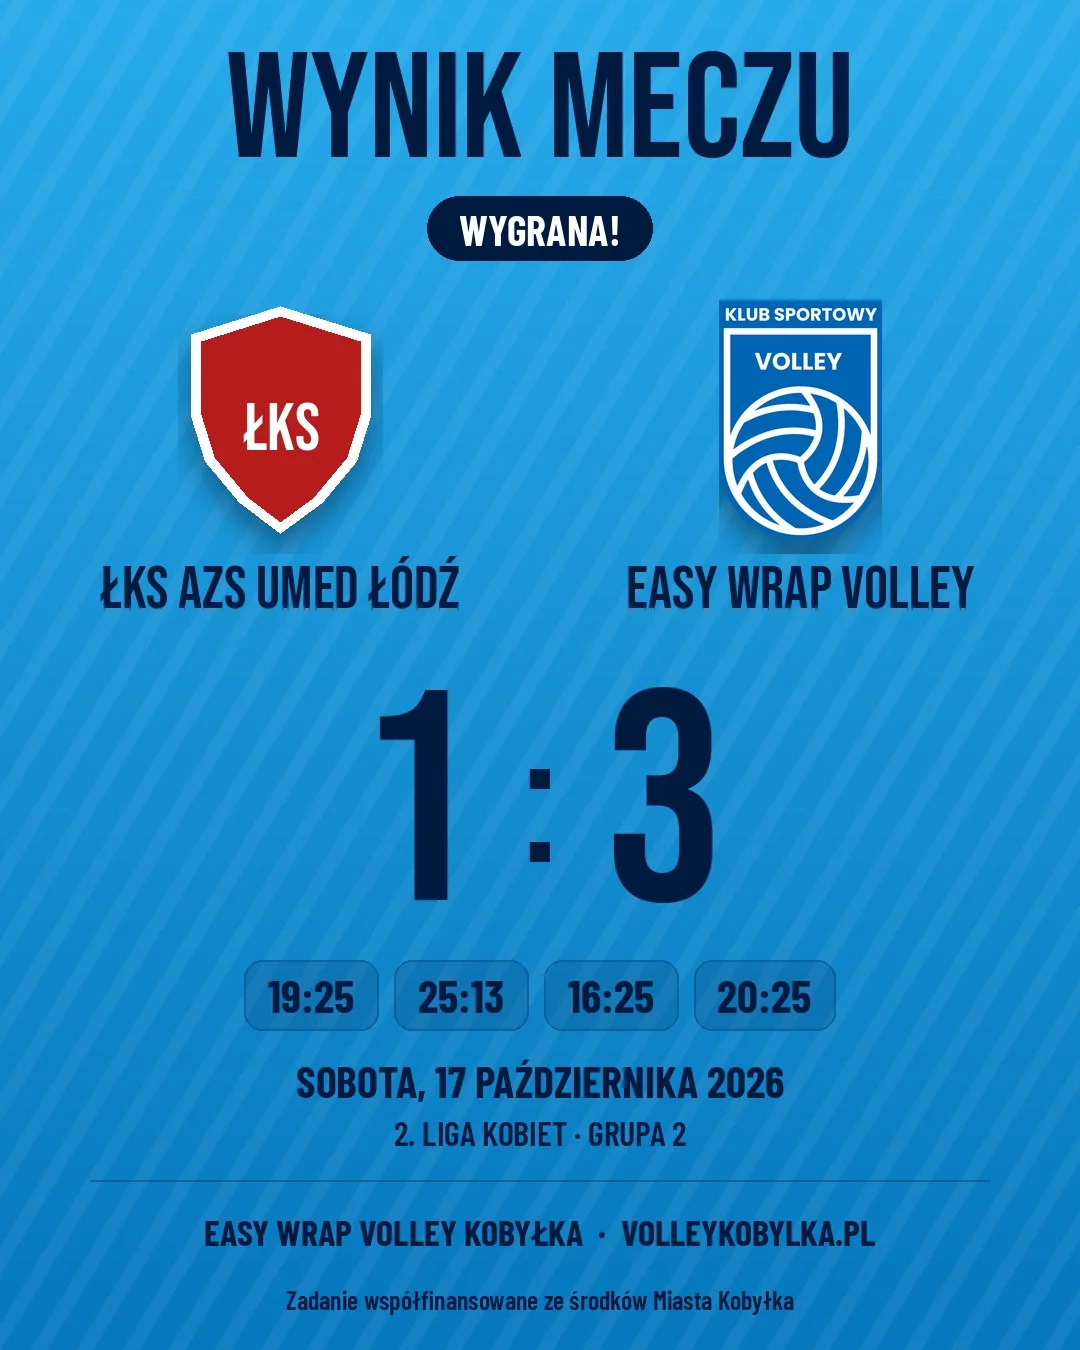 WYNIK MECZU
WYGRANA!
ŁKS
KLUB SPORTOWY
VOLLEY
ŁKS AZS UMED ŁÓDŹ
EASY WRAP VOLLEY
1 : 3
19:25 25:13 16:25 20:25
SOBOTA, 17 PAŹDZIERNIKA 2026
2. LIGA KOBIET · GRUPA 2
EASY WRAP VOLLEY KOBYŁKA · VOLLEYKOBYLKA.PL
Zadanie współfinansowane ze środków Miasta Kobyłka